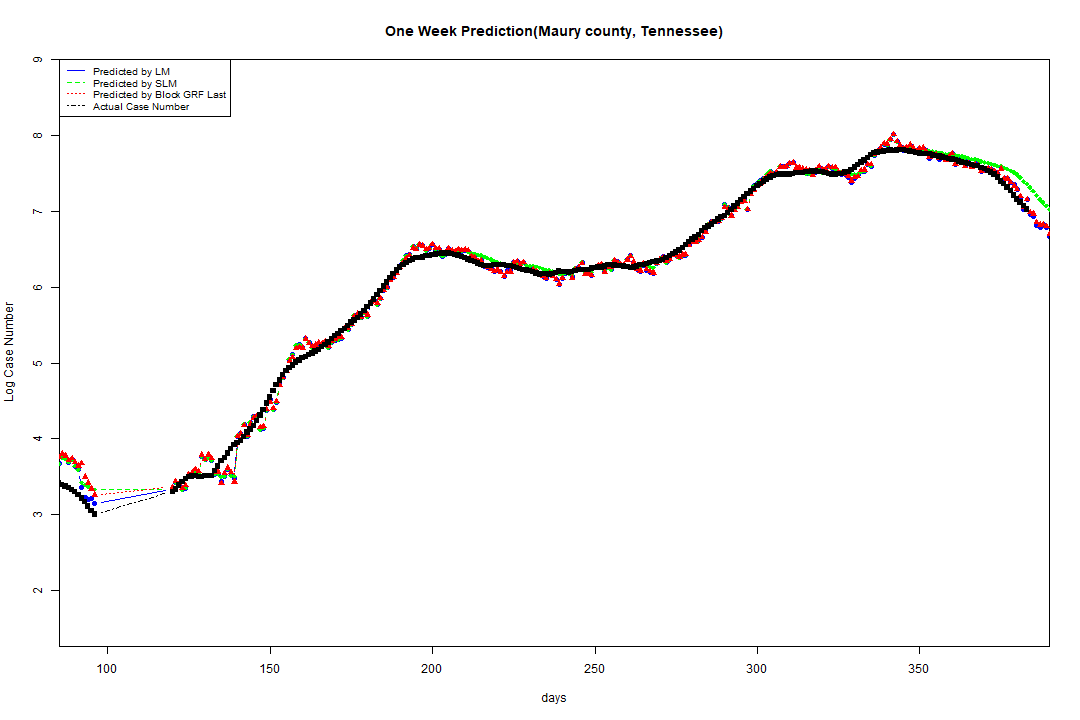 One Week Prediction(Maury county, Tennessee)
Predicted by LM
Predicted by SLM
Predicted by Block GRF Last
Actual Case Number
Log Case Number
9
8
7
6
5
4
3
2
100 150 200 250 300 350
days